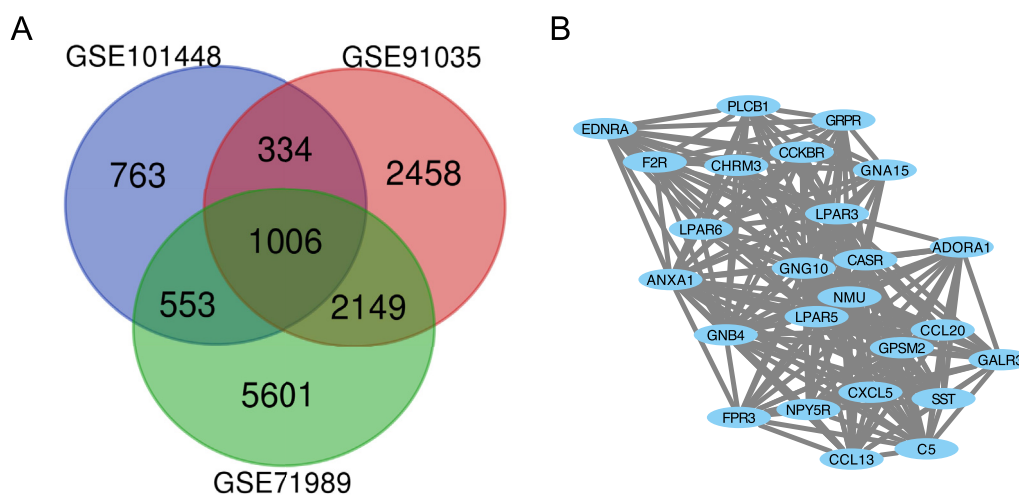 A
B
GSE101448
GSE91035
763
334
2458
1006
553
2149
5601
GSE71989
PLCB1
EDNRA
GRPR
CCKBR
F2R
CHRM3
GNA15
LPAR3
LPAR6
ADORA1
CASR
GNG10
ANXA1
NMU
LPAR5
CCL20
GNB4
GPSM2
GALR3
CXCL5
SST
NPY5R
FPR3
C5
CCL13